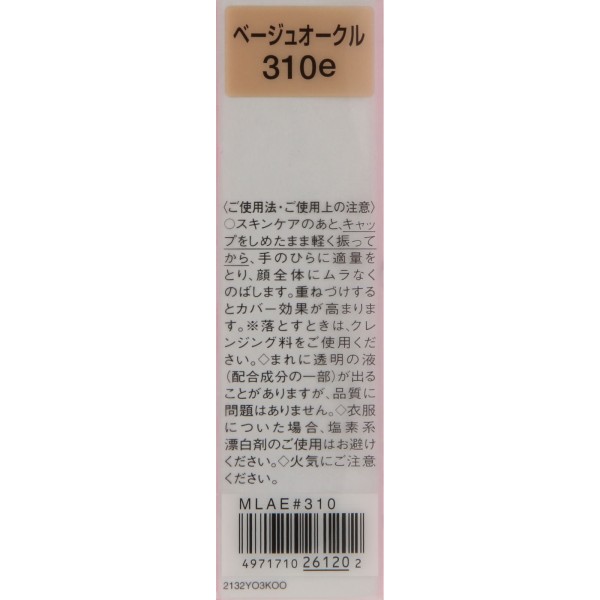 ベージュオークル
310e
〈ご使用法・ご使用上の注意〉
○スキンケアのあと、キャッ
プをしめたまま軽く振って
から、手のひらに適量を
とり、顔全体にムラなく
のばします。重ねづけする
とカバー効果が高まりま
す。※落とすときは、クレ
ンジング料をご使用くだ
さい。◇まれに透明の液
(配合成分の一部)が出る
ことがありますが、品質に
問題はありません。◇衣服
についた場合、塩素系
漂白剤のご使用はお避け
ください。◇火気にご注意
ください。
MLAE#310
4971710 26120 2
2132YO3KOO